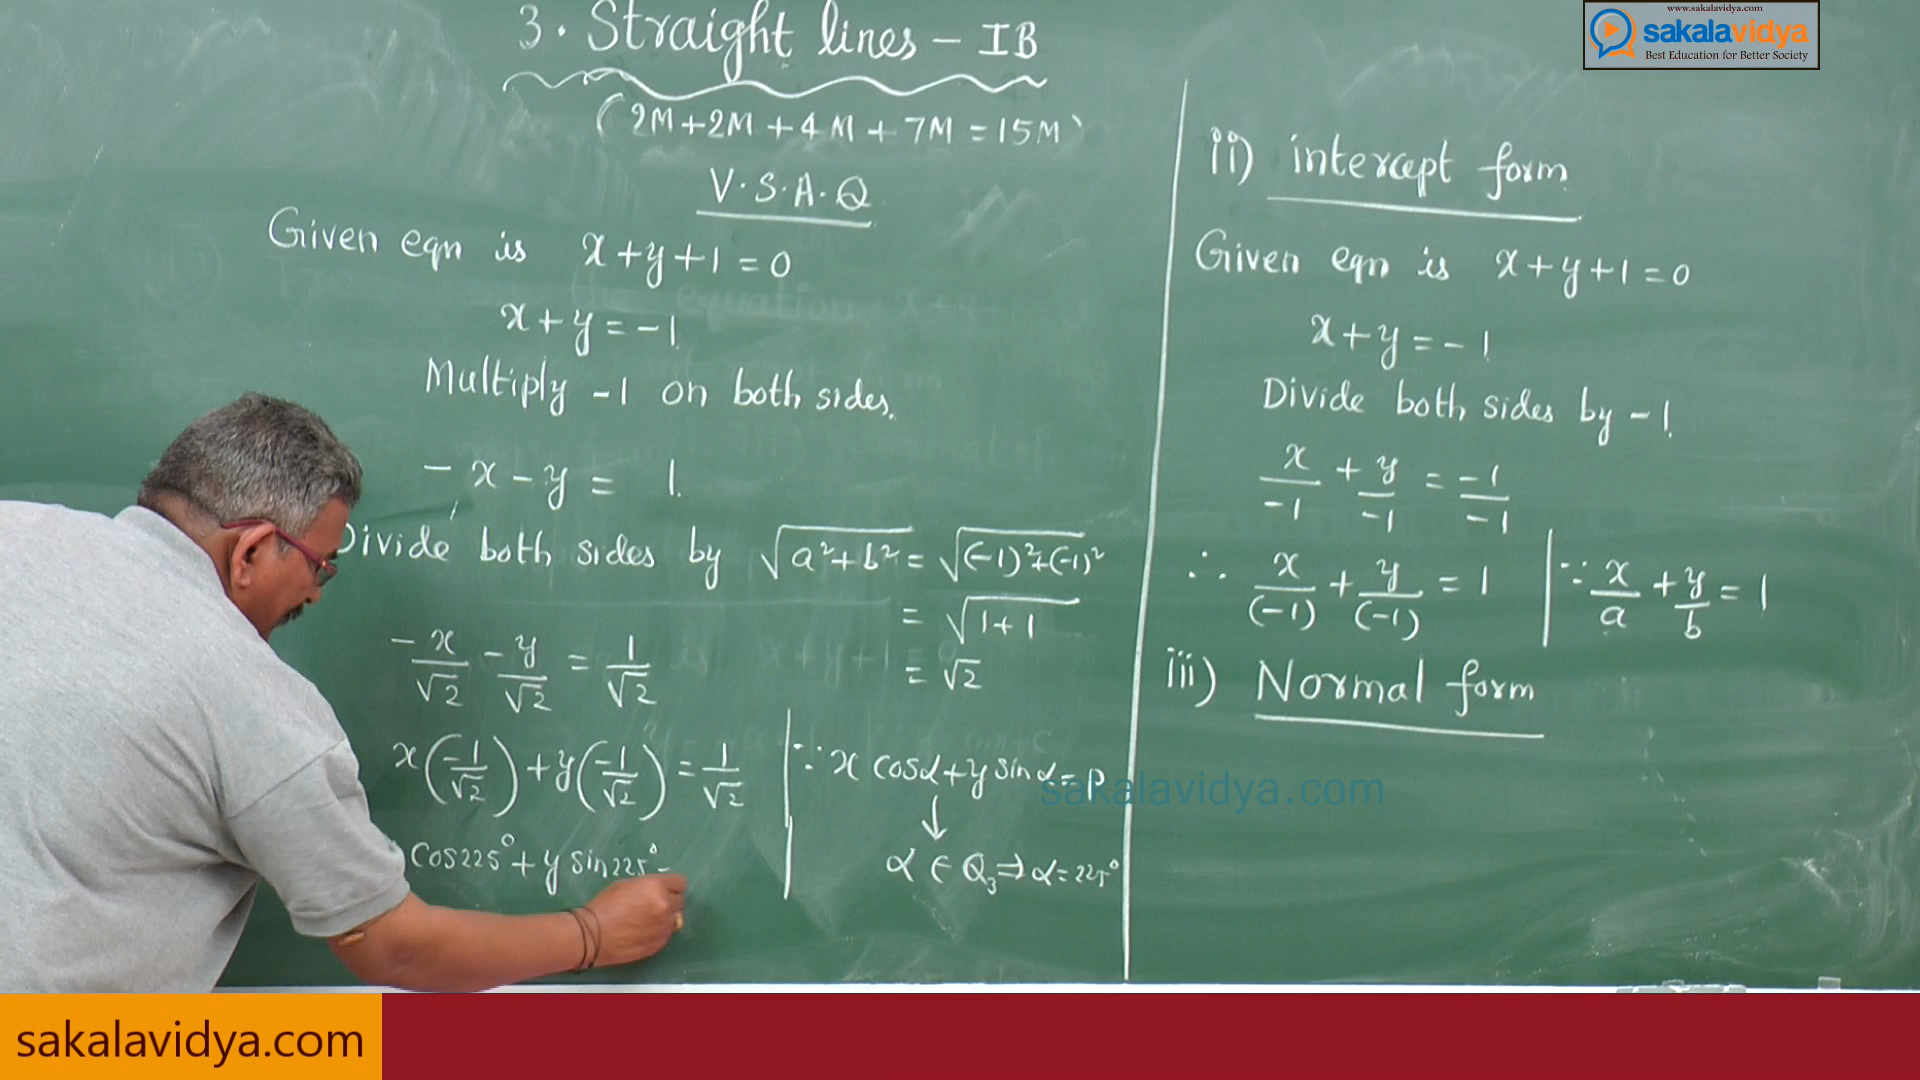 3. Straight lines – IB
(2M+2M+4M+7M=15M)
V.S.A.Q
Given eqn is x+y+1=0
x+y=-1
Multiply -1 on both sides.
-x-y = 1
Divide both sides by √(a²+b²) = √((-1)²+(-1)²)
= √(1+1)
= √2
-x/√2 - y/√2 = 1/√2
x(-1/√2)+y(-1/√2)=1/√2 | ∵ x cosα+y sinα=p
↓
cos225°+y sin225°= α ∈ Q₃⇒α=225°
ii) intercept form
Given eqn is x+y+1=0
x+y=-1
Divide both sides by -1
x/-1 + y/-1 = -1/-1
∴ x/(-1) + y/(-1) = 1 | ∵ x/a + y/b = 1
iii) Normal form
www.sakalavidya.com
sakalavidya
Best Education for Better Society
sakalavidya.com
sakalavidya.com